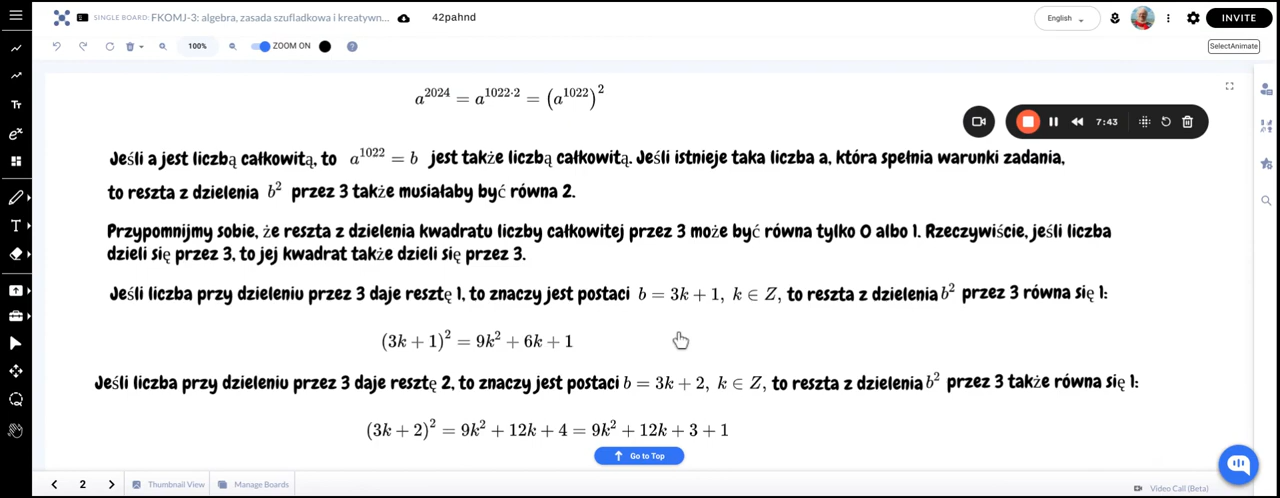 SINGLE BOARD: FKOMJ-3: algebra, zasada szufladkowa i kreatywn... 42pahnd English INVITE
100% ZOOM ON SelectAnimate
a^2024 = a^1022·2 = (a^1022)^2
7:43
Jeśli a jest liczbą całkowitą, to a^1022 = b jest także liczbą całkowitą. Jeśli istnieje taka liczba a, która spełnia warunki zadania,
to reszta z dzielenia b^2 przez 3 także musiałaby być równa 2.
Przypomnijmy sobie, że reszta z dzielenia kwadratu liczby całkowitej przez 3 może być równa tylko 0 albo 1. Rzeczywiście, jeśli liczba
dzieli się przez 3, to jej kwadrat także dzieli się przez 3.
Jeśli liczba przy dzieleniu przez 3 daje resztę 1, to znaczy jest postaci b = 3k + 1, k ∈ Z, to reszta z dzielenia b^2 przez 3 równa się 1:
(3k + 1)^2 = 9k^2 + 6k + 1
Jeśli liczba przy dzieleniu przez 3 daje resztę 2, to znaczy jest postaci b = 3k + 2, k ∈ Z, to reszta z dzielenia b^2 przez 3 także równa się 1:
(3k + 2)^2 = 9k^2 + 12k + 4 = 9k^2 + 12k + 3 + 1
Go to Top
2 Thumbnail View Manage Boards Video Call (Beta)